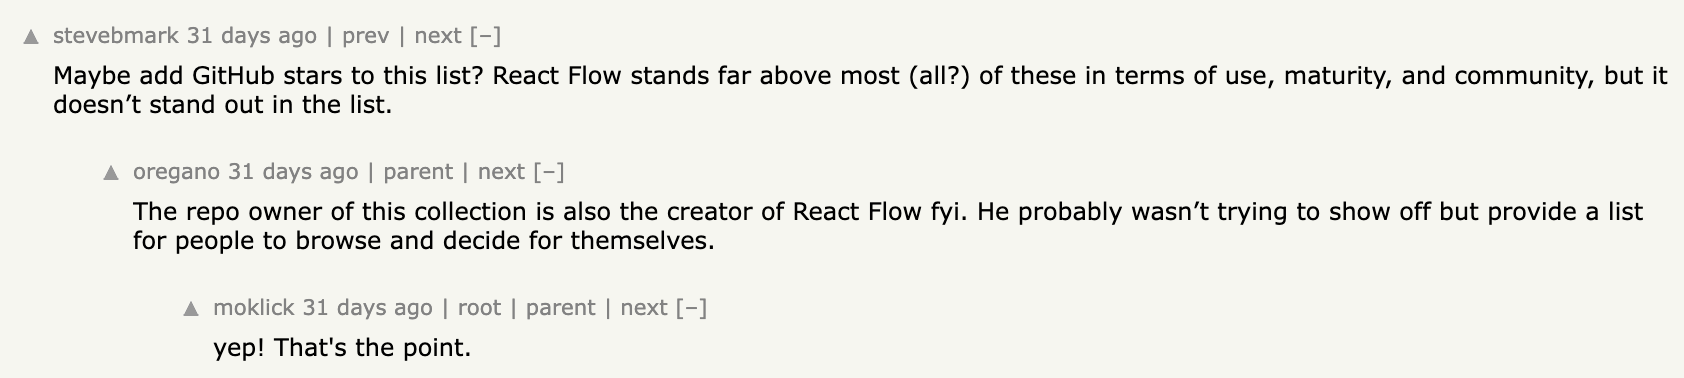 ▲ stevebmark 31 days ago | prev | next [–]
Maybe add GitHub stars to this list? React Flow stands far above most (all?) of these in terms of use, maturity, and community, but it
doesn’t stand out in the list.
▲ oregano 31 days ago | parent | next [–]
The repo owner of this collection is also the creator of React Flow fyi. He probably wasn’t trying to show off but provide a list
for people to browse and decide for themselves.
▲ moklick 31 days ago | root | parent | next [–]
yep! That's the point.